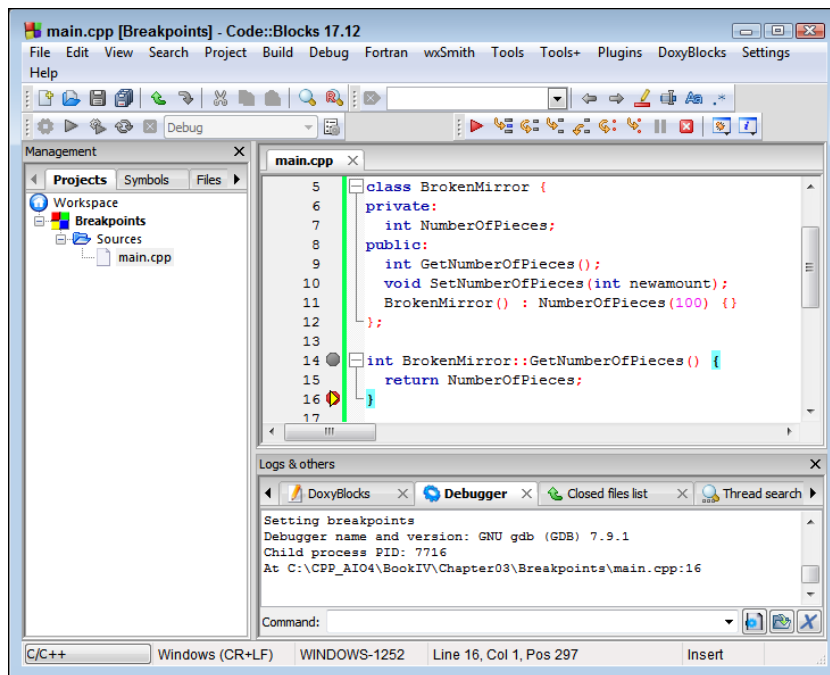 main.cpp [Breakpoints] - Code::Blocks 17.12
File Edit View Search Project Build Debug Fortran wxSmith Tools Tools+ Plugins DoxyBlocks Settings
Help
Debug
Management
Projects Symbols Files
Workspace
Breakpoints
Sources
main.cpp
main.cpp
5 class BrokenMirror {
6 private:
7 int NumberOfPieces;
8 public:
9 int GetNumberOfPieces();
10 void SetNumberOfPieces(int newamount);
11 BrokenMirror() : NumberOfPieces(100) {}
12 };
13
14 int BrokenMirror::GetNumberOfPieces() {
15 return NumberOfPieces;
16 }
17
Logs & others
DoxyBlocks Debugger Closed files list Thread search
Setting breakpoints
Debugger name and version: GNU gdb (GDB) 7.9.1
Child process PID: 7716
At C:\CPP_AIO4\BookIV\Chapter03\Breakpoints\main.cpp:16
Command:
C/C++ Windows (CR+LF) WINDOWS-1252 Line 16, Col 1, Pos 297 Insert